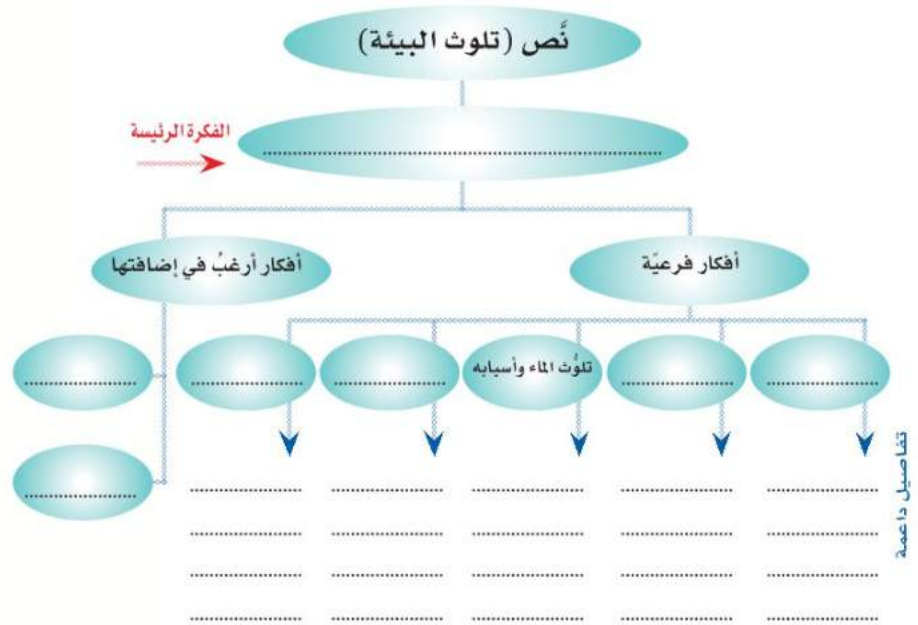 نَّص (تلوث البيئة)
الفكرة الرئيسة
................................................
أفكار فرعيّة
أفكار أرغبُ في إضافتها
تلوُّث الماء وأسبابه
تفاصيل داعمة